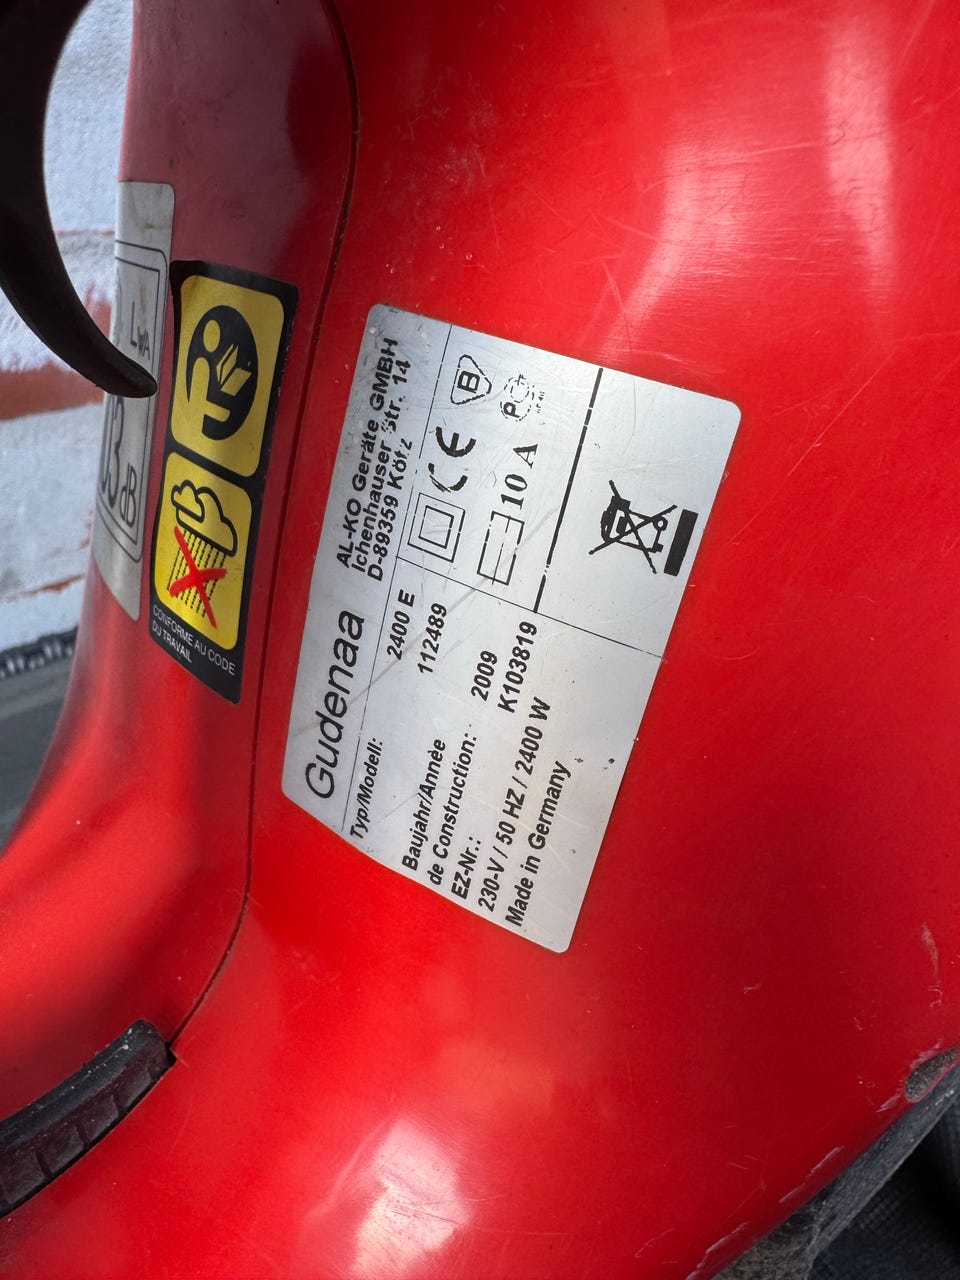 LWA
dB
CONFORME AU CODE
DU TRAVAIL
Gudenaa
AL-KO Geräte GMBH
Ichenhauser Str. 14
D-89359 Kötz
Typ/Modell: 2400 E
112489
Baujahr/Année
de Construction: 2009
EZ-Nr.: K103819
230-V / 50 HZ / 2400 W
Made in Germany
B
CE
10 A